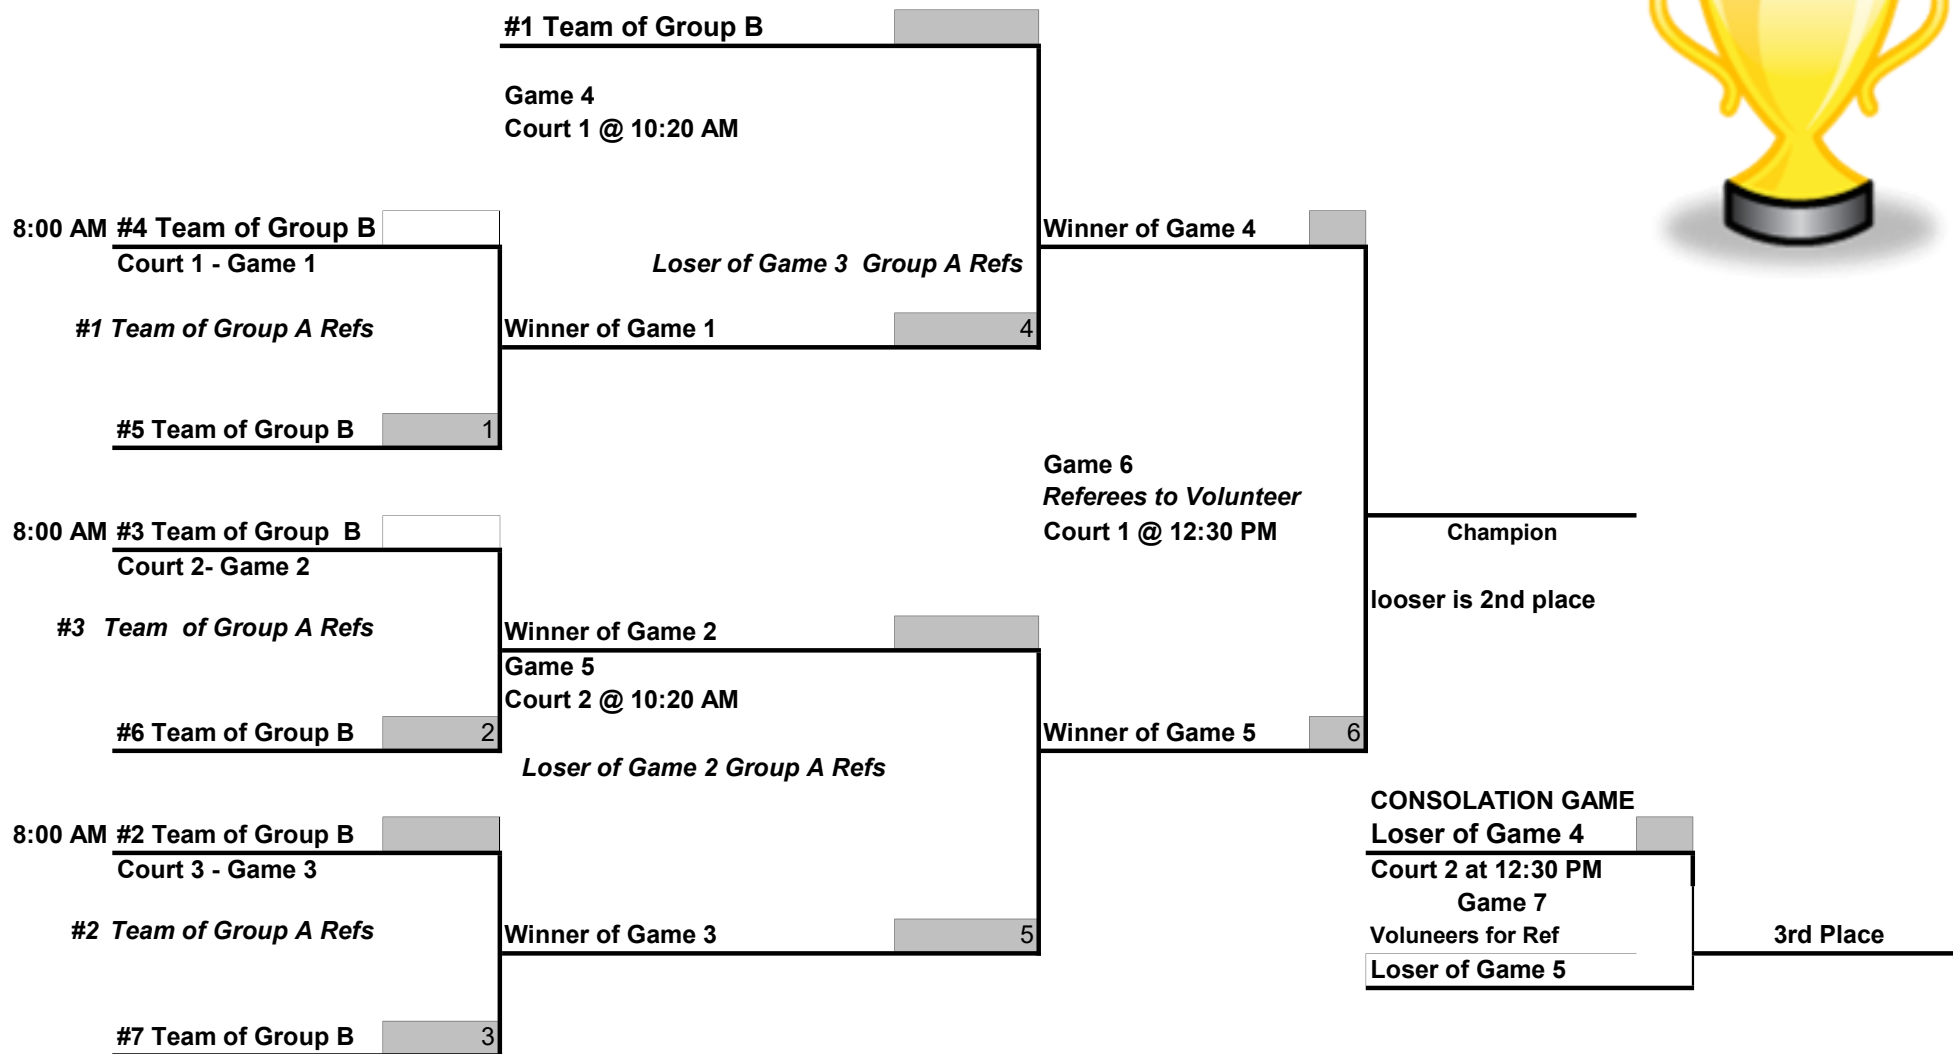 #1 Team of Group B
Game 4
Court 1 @ 10:20 AM
8:00 AM #4 Team of Group B
Winner of Game 4
Court 1 - Game 1
Loser of Game 3  Group A Refs
#1 Team of Group A Refs
Winner of Game 1
4
#5 Team of Group B
1
Game 6
Referees to Volunteer
8:00 AM #3 Team of Group  B
Court 1 @ 12:30 PM
Champion
Court 2- Game 2
looser is 2nd place
#3   Team  of Group A Refs
Winner of Game 2
Game 5
Court 2 @ 10:20 AM
#6 Team of Group B
2
Winner of Game 5
6
Loser of Game 2 Group A Refs
CONSOLATION GAME
8:00 AM #2 Team of Group B
Loser of Game 4
Court 3 - Game 3
Court 2 at 12:30 PM
Game 7
#2  Team of Group A Refs
Winner of Game 3
5
Voluneers for Ref
3rd Place
Loser of Game 5
#7 Team of Group B
3